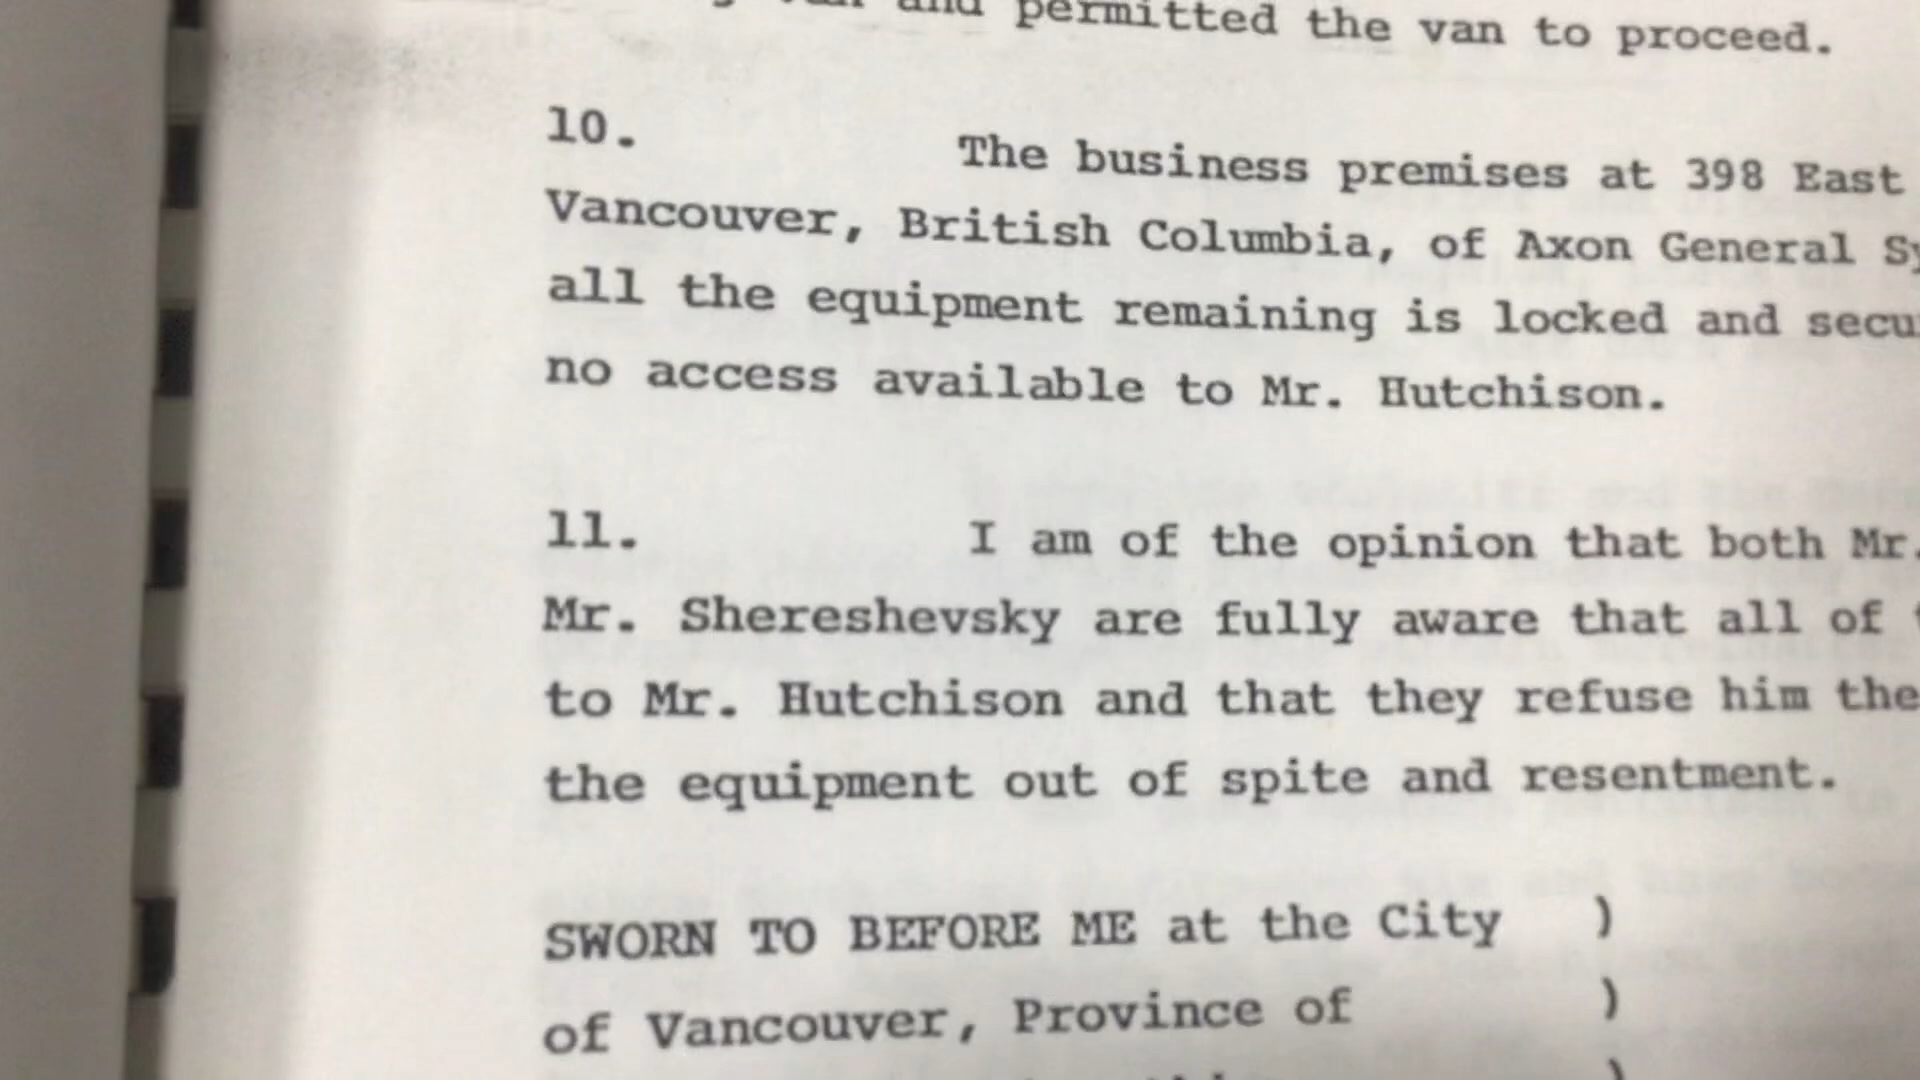 and permitted the van to proceed.
10. The business premises at 398 East
Vancouver, British Columbia, of Axon General
all the equipment remaining is locked and
no access available to Mr. Hutchison.
11. I am of the opinion that both Mr.
Mr. Shereshevsky are fully aware that all of
to Mr. Hutchison and that they refuse him the
the equipment out of spite and resentment.
SWORN TO BEFORE ME at the City )
of Vancouver, Province of )
)